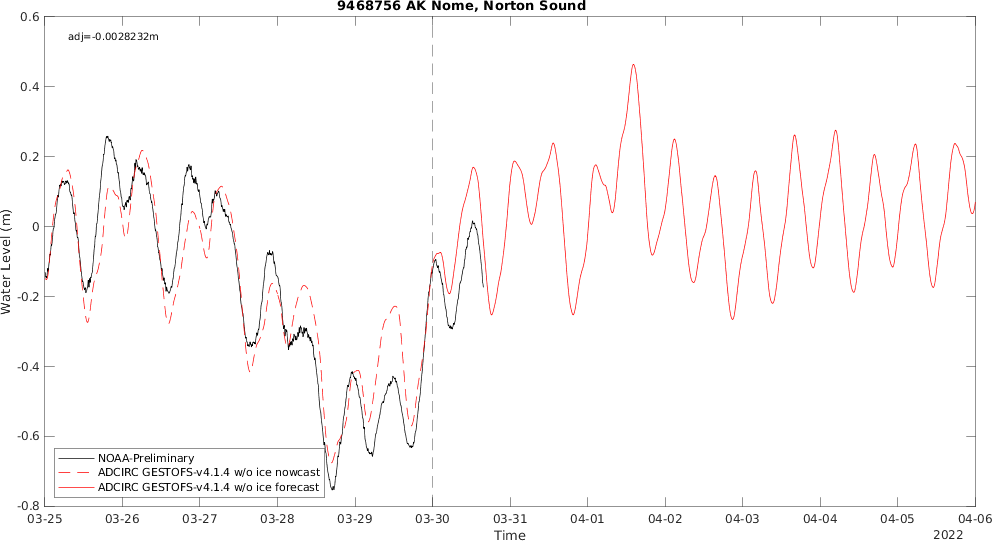 9468756 AK Nome, Norton Sound
adj=-0.0028232m
0.6
0.4
0.2
0
-0.2
-0.4
-0.6
-0.8
Water Level (m)
NOAA-Preliminary
ADCIRC GESTOFS-v4.1.4 w/o ice nowcast
ADCIRC GESTOFS-v4.1.4 w/o ice forecast
03-25 03-26 03-27 03-28 03-29 03-30 03-31 04-01 04-02 04-03 04-04 04-05 04-06
Time
2022